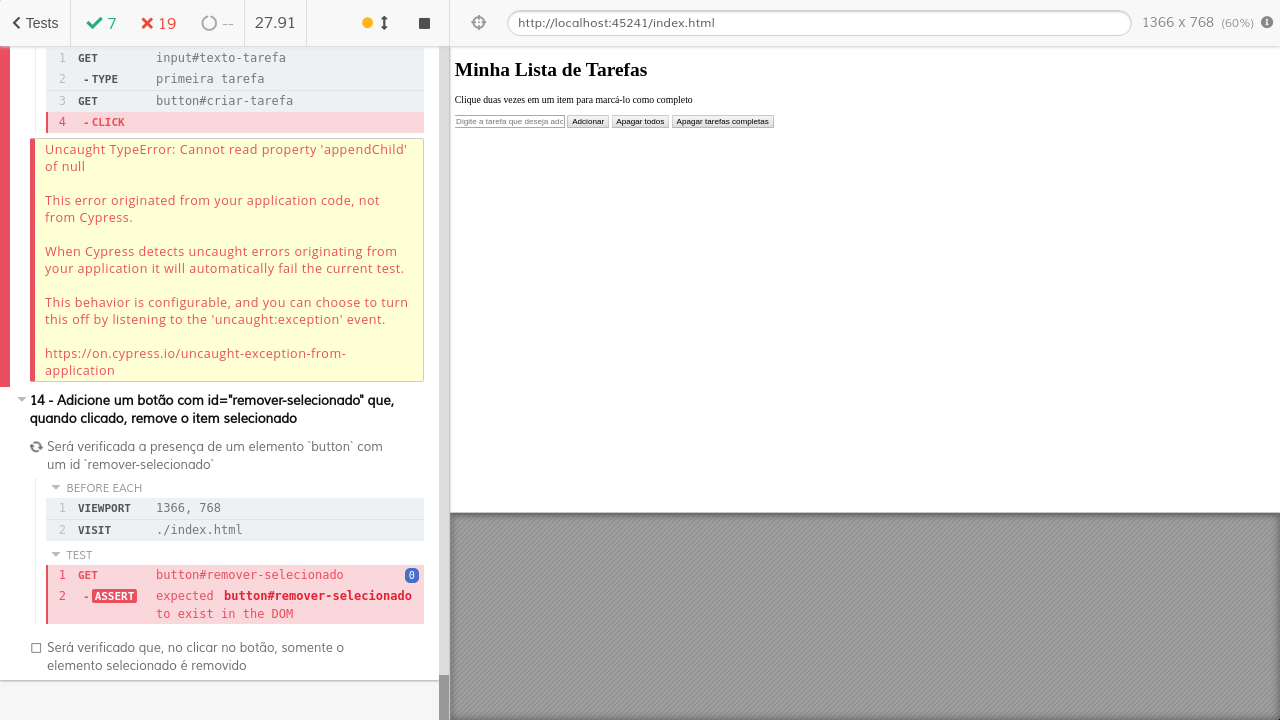 Tests
7
19
--
27.91
http://localhost:45241/index.html
1366 x 768 (60%)
1 GET input#texto-tarefa
2 -TYPE primeira tarefa
3 GET button#criar-tarefa
4 -CLICK
Uncaught TypeError: Cannot read property 'appendChild'
of null
This error originated from your application code, not
from Cypress.
When Cypress detects uncaught errors originating from
your application it will automatically fail the current test.
This behavior is configurable, and you can choose to turn
this off by listening to the 'uncaught:exception' event.
https://on.cypress.io/uncaught-exception-from-
application
14 - Adicione um botão com id="remover-selecionado" que,
quando clicado, remove o item selecionado
Será verificada a presença de um elemento `button` com
um id `remover-selecionado`
BEFORE EACH
1 VIEWPORT 1366, 768
2 VISIT ./index.html
TEST
1 GET button#remover-selecionado 0
2 -ASSERT expected button#remover-selecionado
to exist in the DOM
Será verificado que, no clicar no botão, somente o
elemento selecionado é removido
Minha Lista de Tarefas
Clique duas vezes em um item para marcá-lo como completo
Digite a tarefa que deseja adic Adicionar Apagar todos Apagar tarefas completas